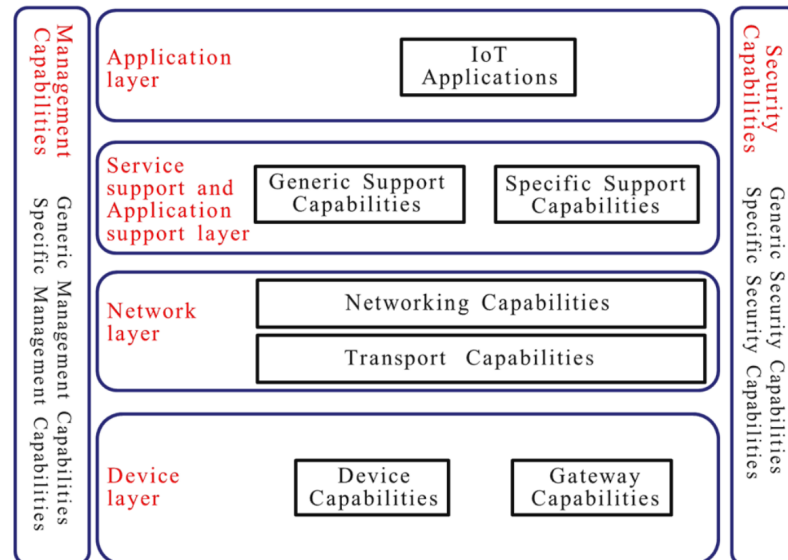 Management
Capabilities
Generic Management Capabilities
Specific Management Capabilities
Application
layer
IoT
Applications
Service
support and
Application
support layer
Generic Support
Capabilities
Specific Support
Capabilities
Network
layer
Networking Capabilities
Transport Capabilities
Device
layer
Device
Capabilities
Gateway
Capabilities
Security
Capabilities
Generic Security Capabilities
Specific Security Capabilities